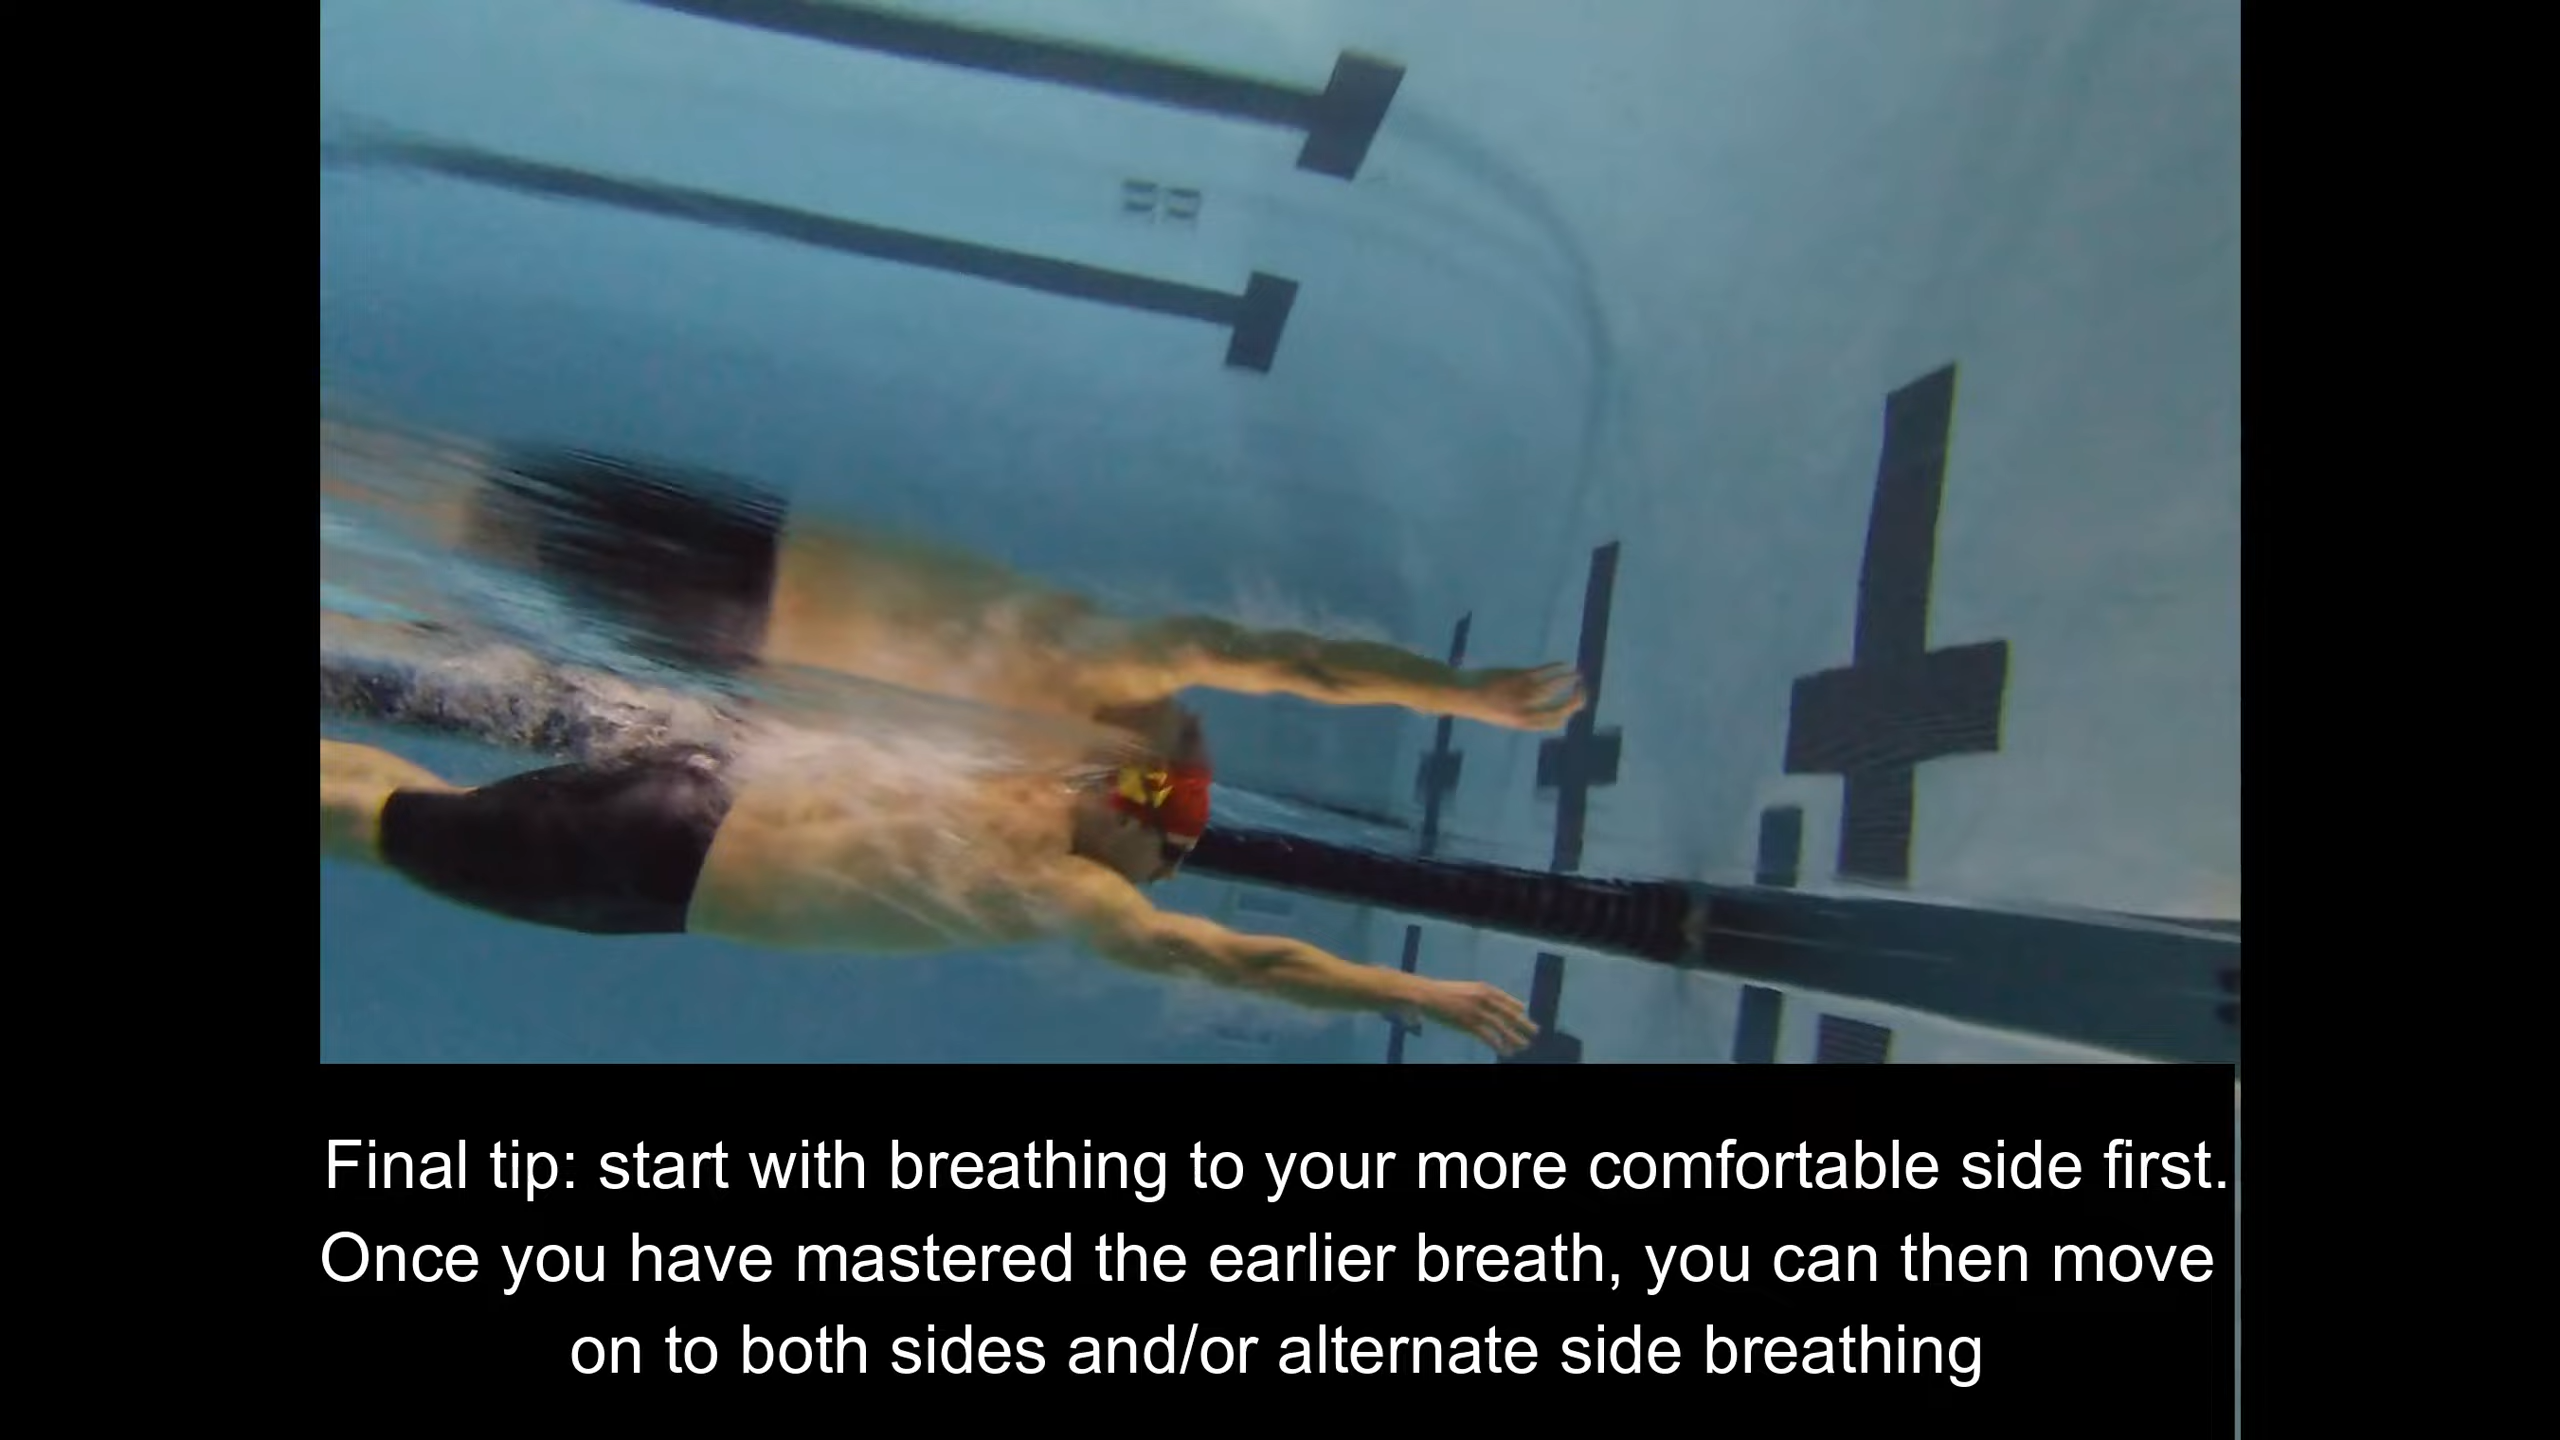 Final tip: start with breathing to your more comfortable side first.
Once you have mastered the earlier breath, you can then move
on to both sides and/or alternate side breathing